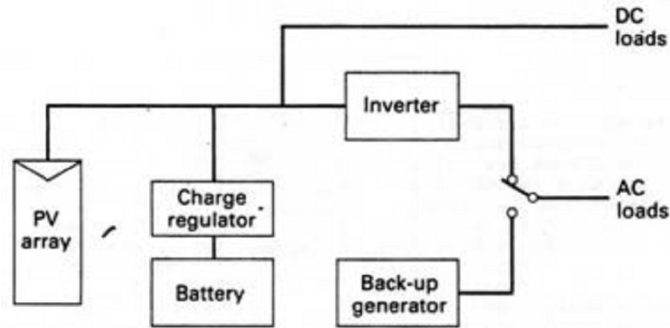 DC
loads
Inverter
PV
array
Charge
regulator
AC
loads
Battery
Back-up
generator